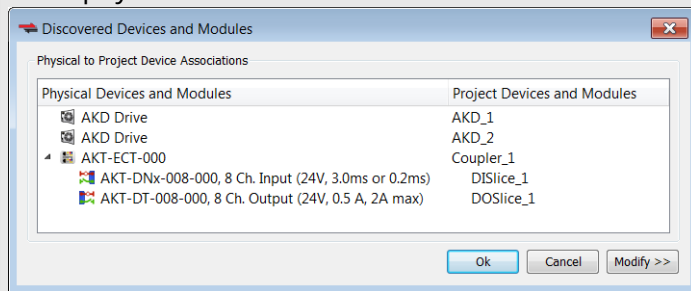 Discovered Devices and Modules
Physical to Project Device Associations
Physical Devices and Modules Project Devices and Modules
AKD Drive AKD_1
AKD Drive AKD_2
AKT-ECT-000 Coupler_1
AKT-DNx-008-000, 8 Ch. Input (24V, 3.0ms or 0.2ms) DISlice_1
AKT-DT-008-000, 8 Ch. Output (24V, 0.5 A, 2A max) DOSlice_1
Ok Cancel Modify >>